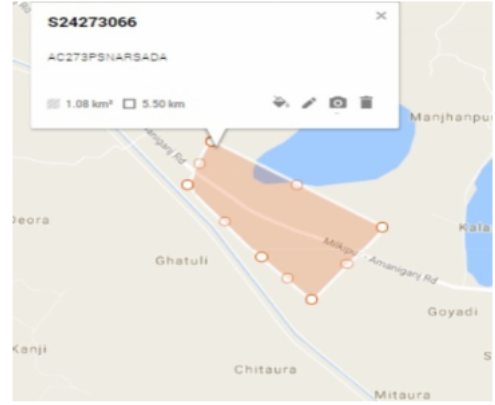 S24273066
AC273PSNARSADA
1.08 km² 5.50 km
Manjhanpu
Amaniganj Rd
Deora
Kala
Milkipur - Amaniganj Rd
Ghatuli
Goyadi
Kanji
S
Chitaura
Mitaura